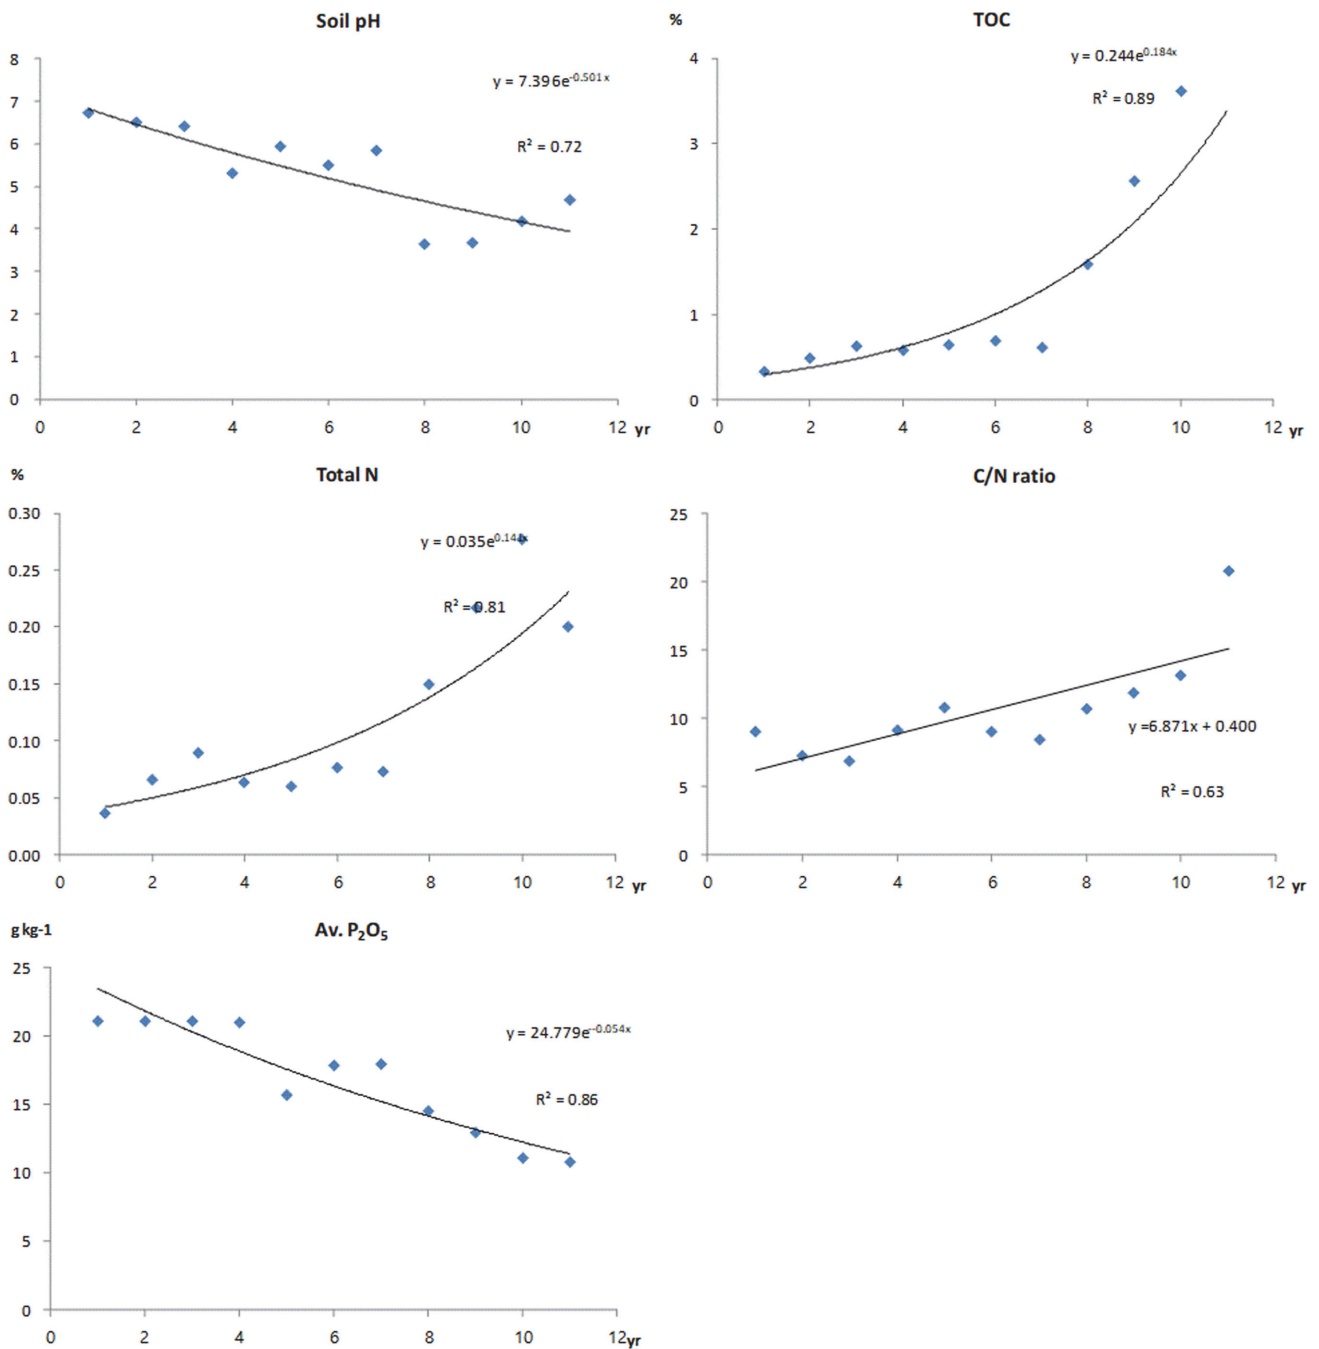 Soil pH
y = 7.396e-0.501x
R² = 0.72
8
7
6
5
4
3
2
1
0
0 2 4 6 8 10 12 yr
% TOC
y = 0.244e0.184x
R² = 0.89
4
3
2
1
0
0 2 4 6 8 10 12 yr
% Total N
y = 0.035e0.144x
R² = 0.81
0.30
0.25
0.20
0.15
0.10
0.05
0.00
0 2 4 6 8 10 12 yr
C/N ratio
25
20
15
10
5
0
y =6.871x + 0.400
R² = 0.63
0 2 4 6 8 10 12 yr
g kg-1 Av. P₂O₅
y = 24.779e--0.054x
R² = 0.86
25
20
15
10
5
0
0 2 4 6 8 10 12yr